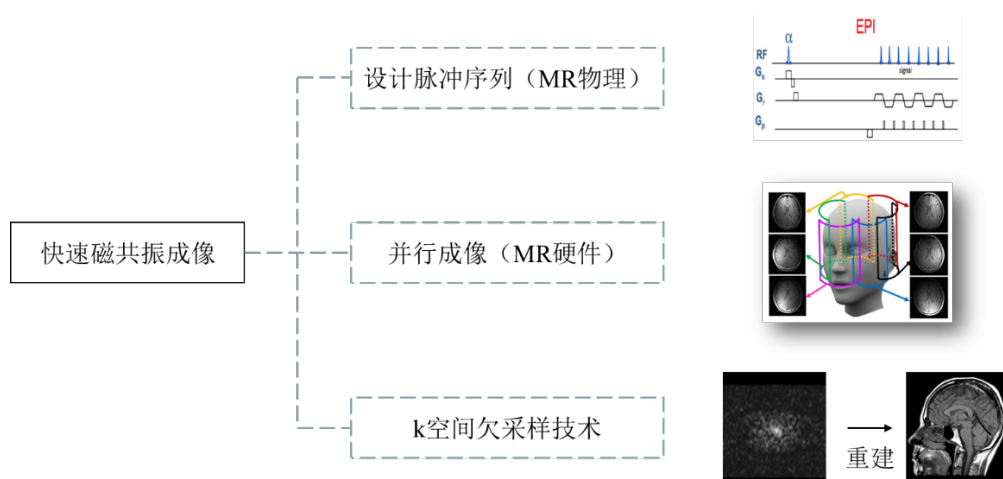 EPI
α
RF
signal
Gs
Gr
Gp
设计脉冲序列（MR物理）
快速磁共振成像
并行成像（MR硬件）
k空间欠采样技术
重建